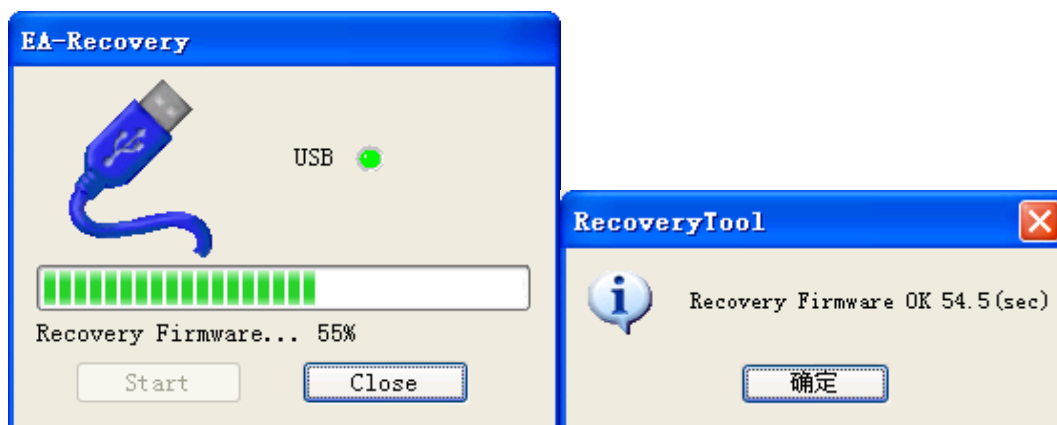 EA-Recovery
USB
Recovery Firmware... 55%
Start
Close
RecoveryTool
Recovery Firmware OK 54.5(sec)
确定